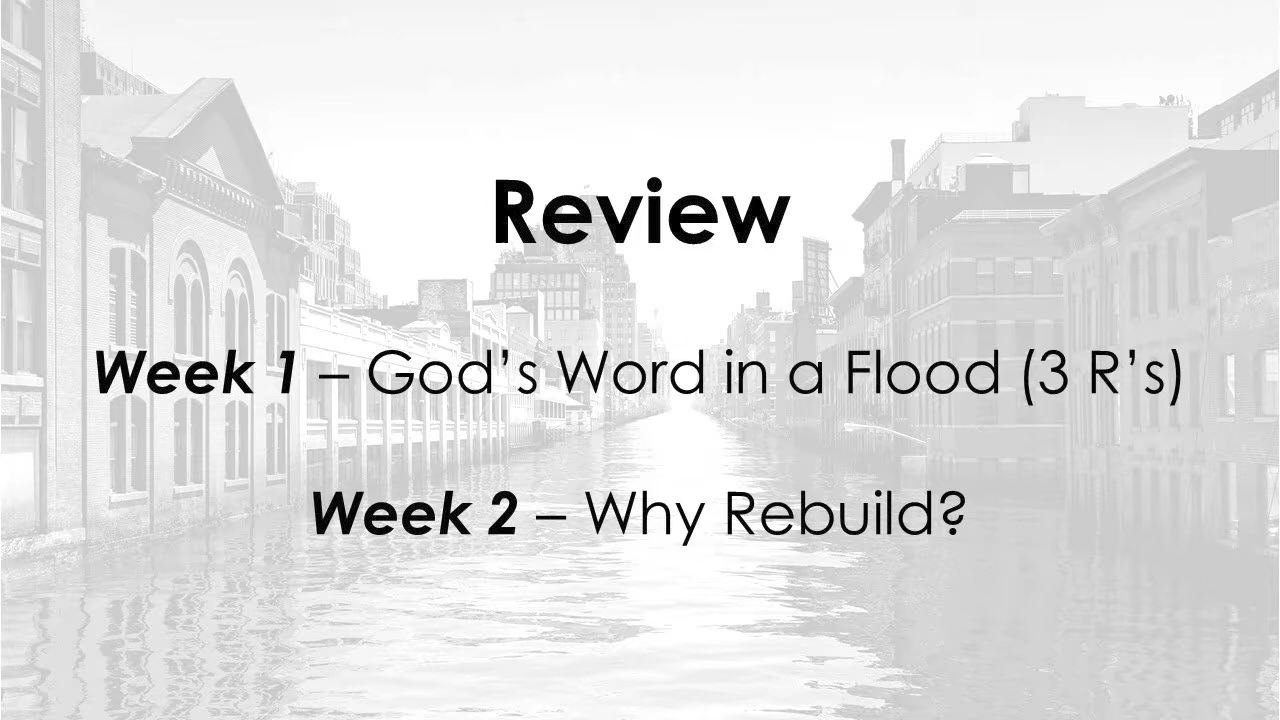 Review
Week 1 – God’s Word in a Flood (3 R’s)
Week 2 – Why Rebuild?